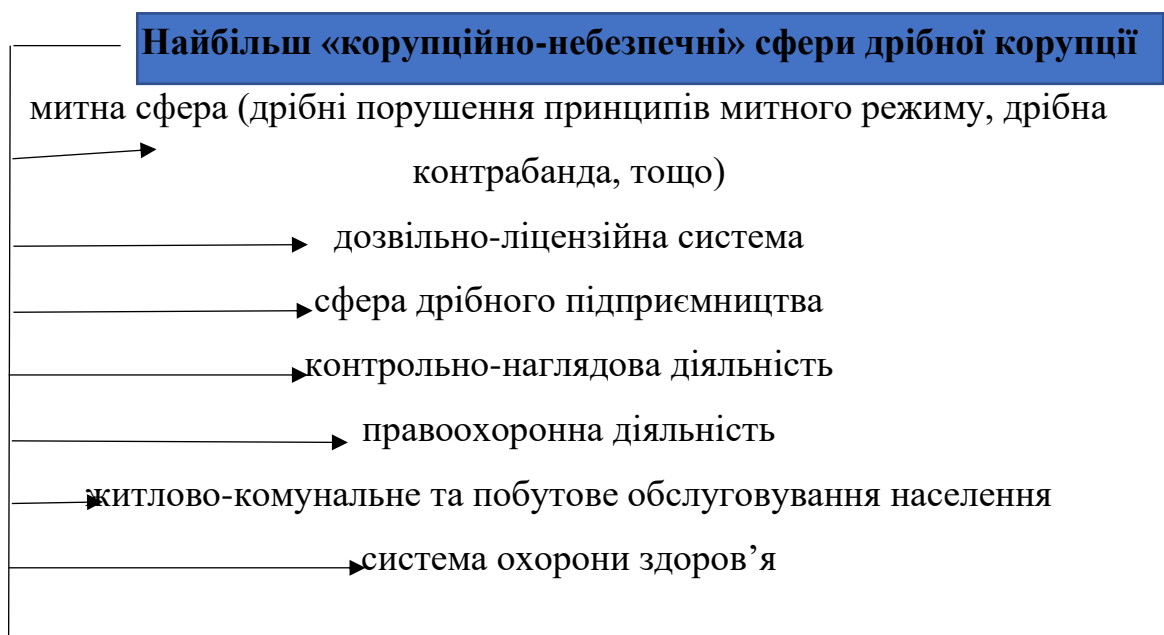 Найбільш «корупційно-небезпечні» сфери дрібної корупції
митна сфера (дрібні порушення принципів митного режиму, дрібна
контрабанда, тощо)
дозвільно-ліцензійна система
сфера дрібного підприємництва
контрольно-наглядова діяльність
правоохоронна діяльність
житлово-комунальне та побутове обслуговування населення
система охорони здоров’я